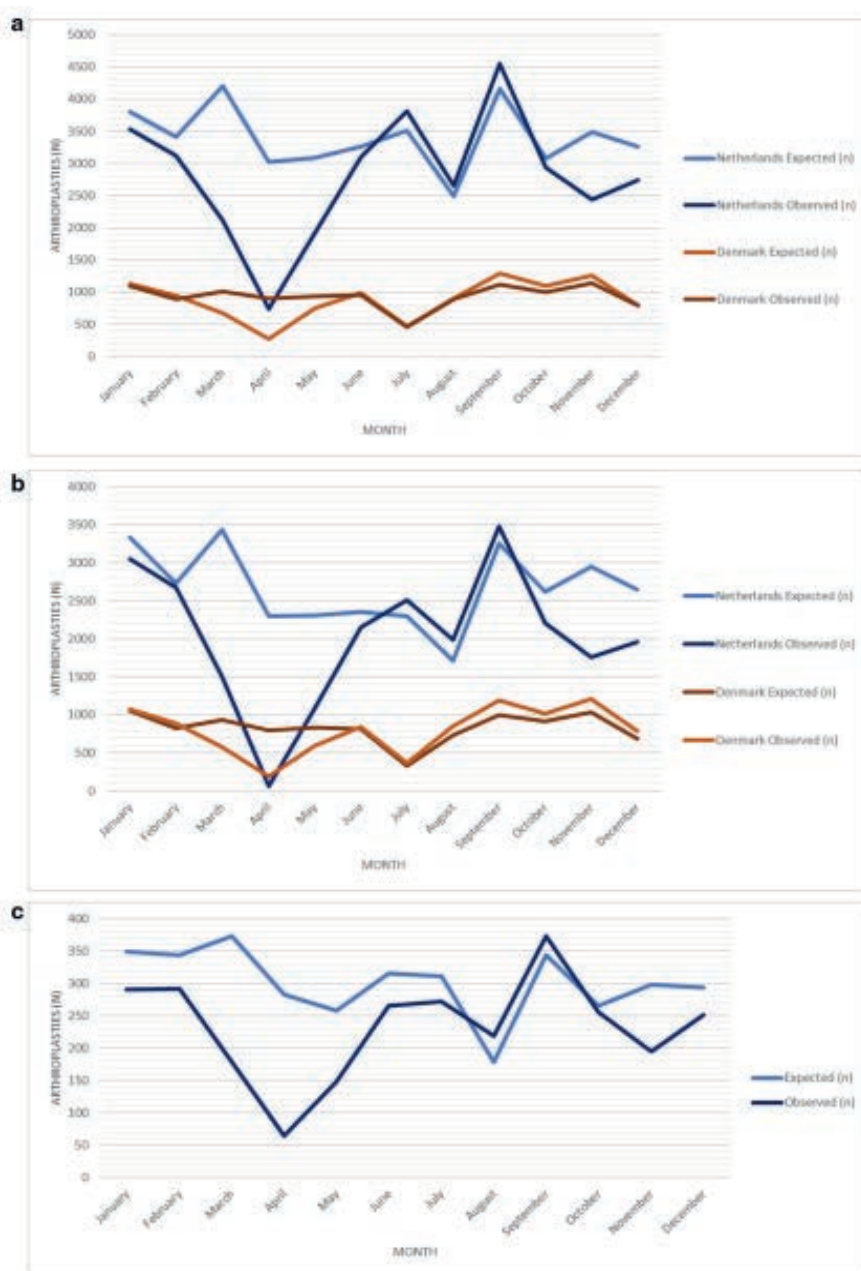 a
5000
4500
4000
3500
3000
2500
2000
1500
1000
500
0
ARTHROPLASTIES (N)
January
February
March
April
May
June
July
August
September
October
November
December
MONTH
Netherlands Expected (n)
Netherlands Observed (n)
Denmark Expected (n)
Denmark Observed (n)
b
4000
3500
3000
2500
2000
1500
1000
500
0
ARTHROPLASTIES (N)
January
February
March
April
May
June
July
August
September
October
November
December
MONTH
Netherlands Expected (n)
Netherlands Observed (n)
Denmark Expected (n)
Denmark Observed (n)
c
400
350
300
250
200
150
100
50
0
ARTHROPLASTIES (N)
January
February
March
April
May
June
July
August
September
October
November
December
MONTH
Expected (n)
Observed (n)